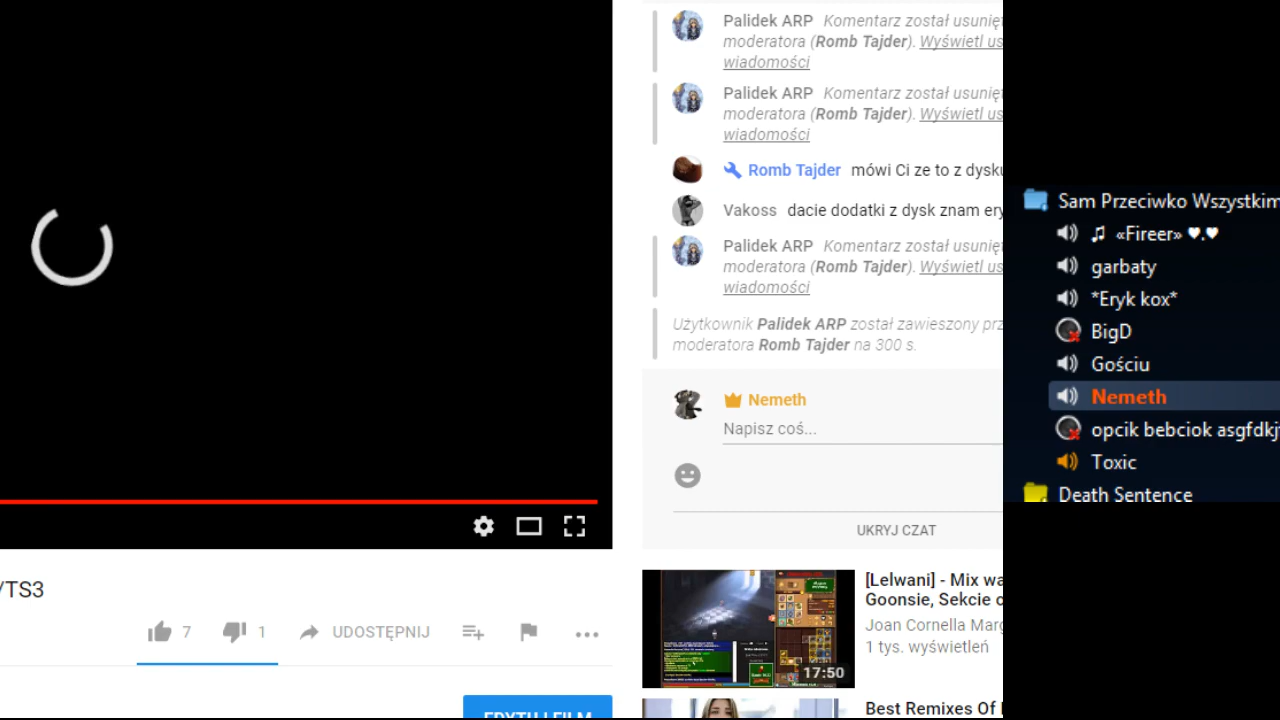 Palidek ARP Komentarz został usunięt
moderatora (Romb Tajder). Wyświetl us
wiadomości
Palidek ARP Komentarz został usunięt
moderatora (Romb Tajder). Wyświetl us
wiadomości
Romb Tajder mówi Ci ze to z dysku
Vakoss dacie dodatki z dysk znam ery
Palidek ARP Komentarz został usunięt
moderatora (Romb Tajder). Wyświetl us
wiadomości
Użytkownik Palidek ARP został zawieszony prz
moderatora Romb Tajder na 300 s.
Nemeth
Napisz coś...
UKRYJ CZAT
/TS3
7
1
UDOSTĘPNIJ
EDYTUJ FILM
[Lelwani] - Mix wa
Goonsie, Sekcie o
Joan Cornella Marg
1 tys. wyświetleń
17:50
Best Remixes Of
Sam Przeciwko Wszystkim
♫ «Fireer» ♥.♥
garbaty
*Eryk kox*
BigD
Gościu
Nemeth
opcik bebciok asgfdkj
Toxic
Death Sentence